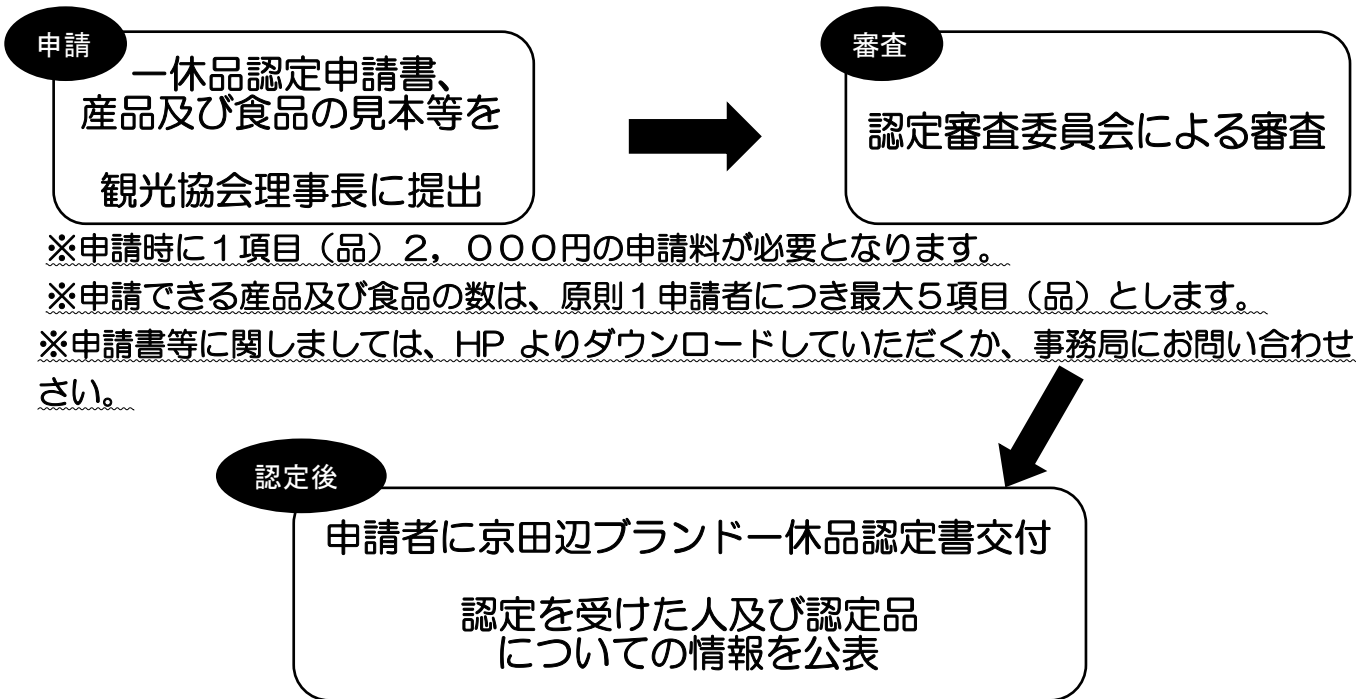 申請
一休品認定申請書、
産品及び食品の見本等を
観光協会理事長に提出
審査
認定審査委員会による審査
※申請時に１項目（品）２，０００円の申請料が必要となります。
※申請できる産品及び食品の数は、原則１申請者につき最大５項目（品）とします。
※申請書等に関しましては、HP よりダウンロードしていただくか、事務局にお問い合わせ
さい。
認定後
申請者に京田辺ブランド一休品認定書交付
認定を受けた人及び認定品
についての情報を公表